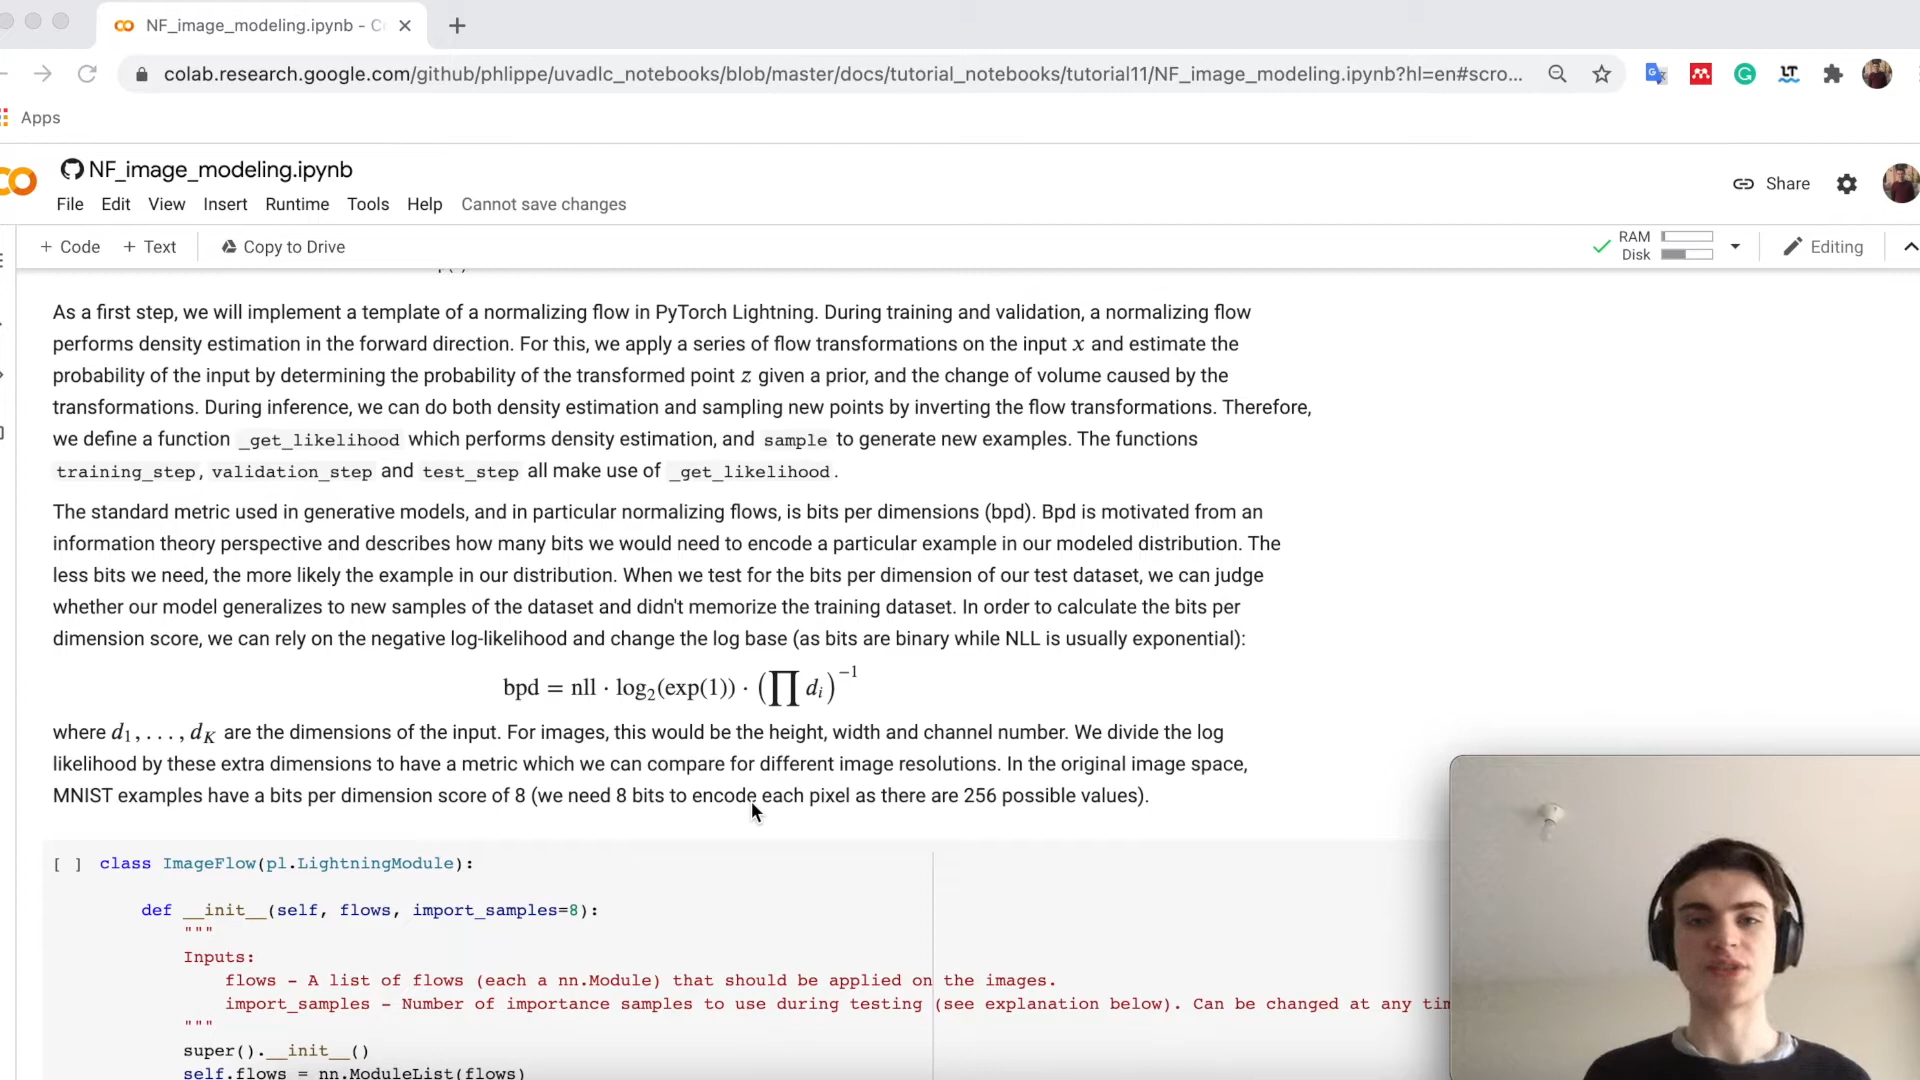 NF_image_modeling.ipynb - C
colab.research.google.com/github/phlippe/uvadlc_notebooks/blob/master/docs/tutorial_notebooks/tutorial11/NF_image_modeling.ipynb?hl=en#scro...
Apps
NF_image_modeling.ipynb
File Edit View Insert Runtime Tools Help Cannot save changes
Share
+ Code + Text Copy to Drive
RAM
Disk
Editing
As a first step, we will implement a template of a normalizing flow in PyTorch Lightning. During training and validation, a normalizing flow
performs density estimation in the forward direction. For this, we apply a series of flow transformations on the input x and estimate the
probability of the input by determining the probability of the transformed point z given a prior, and the change of volume caused by the
transformations. During inference, we can do both density estimation and sampling new points by inverting the flow transformations. Therefore,
we define a function _get_likelihood which performs density estimation, and sample to generate new examples. The functions
training_step, validation_step and test_step all make use of _get_likelihood.
The standard metric used in generative models, and in particular normalizing flows, is bits per dimensions (bpd). Bpd is motivated from an
information theory perspective and describes how many bits we would need to encode a particular example in our modeled distribution. The
less bits we need, the more likely the example in our distribution. When we test for the bits per dimension of our test dataset, we can judge
whether our model generalizes to new samples of the dataset and didn't memorize the training dataset. In order to calculate the bits per
dimension score, we can rely on the negative log-likelihood and change the log base (as bits are binary while NLL is usually exponential):
bpd = nll · log₂(exp(1)) · (∏ dᵢ)⁻¹
where d₁, . . . , d_K are the dimensions of the input. For images, this would be the height, width and channel number. We divide the log
likelihood by these extra dimensions to have a metric which we can compare for different image resolutions. In the original image space,
MNIST examples have a bits per dimension score of 8 (we need 8 bits to encode each pixel as there are 256 possible values).
[ ] class ImageFlow(pl.LightningModule):
def __init__(self, flows, import_samples=8):
"""
Inputs:
flows - A list of flows (each a nn.Module) that should be applied on the images.
import_samples - Number of importance samples to use during testing (see explanation below). Can be changed at any tim
"""
super().__init__()
self.flows = nn.ModuleList(flows)